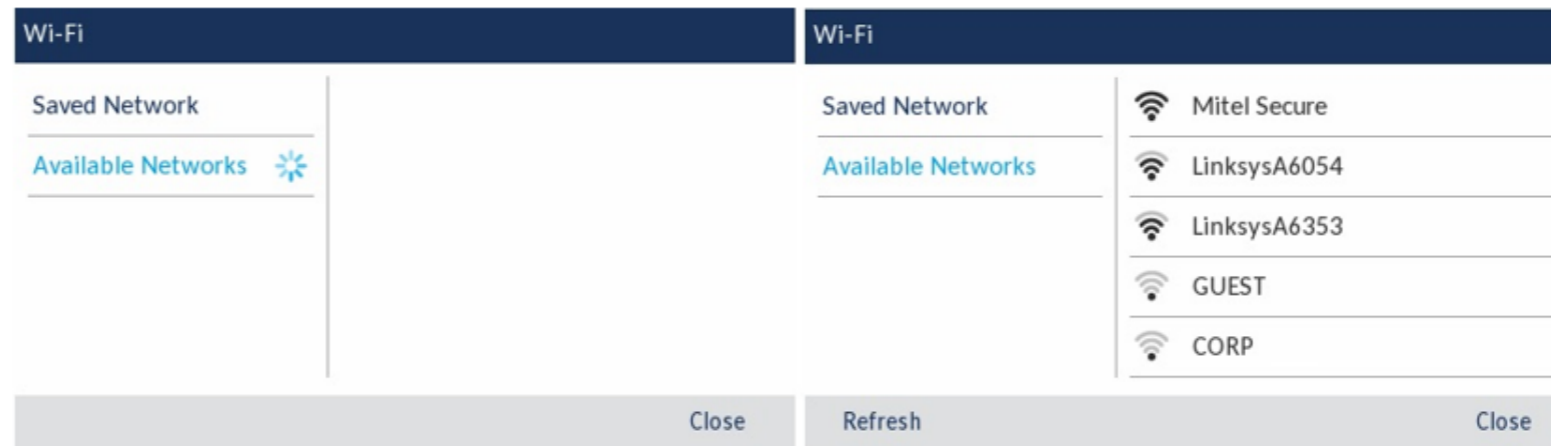 Wi-Fi
Saved Network
Available Networks
Close
Wi-Fi
Saved Network
Available Networks
Mitel Secure
LinksysA6054
LinksysA6353
GUEST
CORP
Refresh
Close